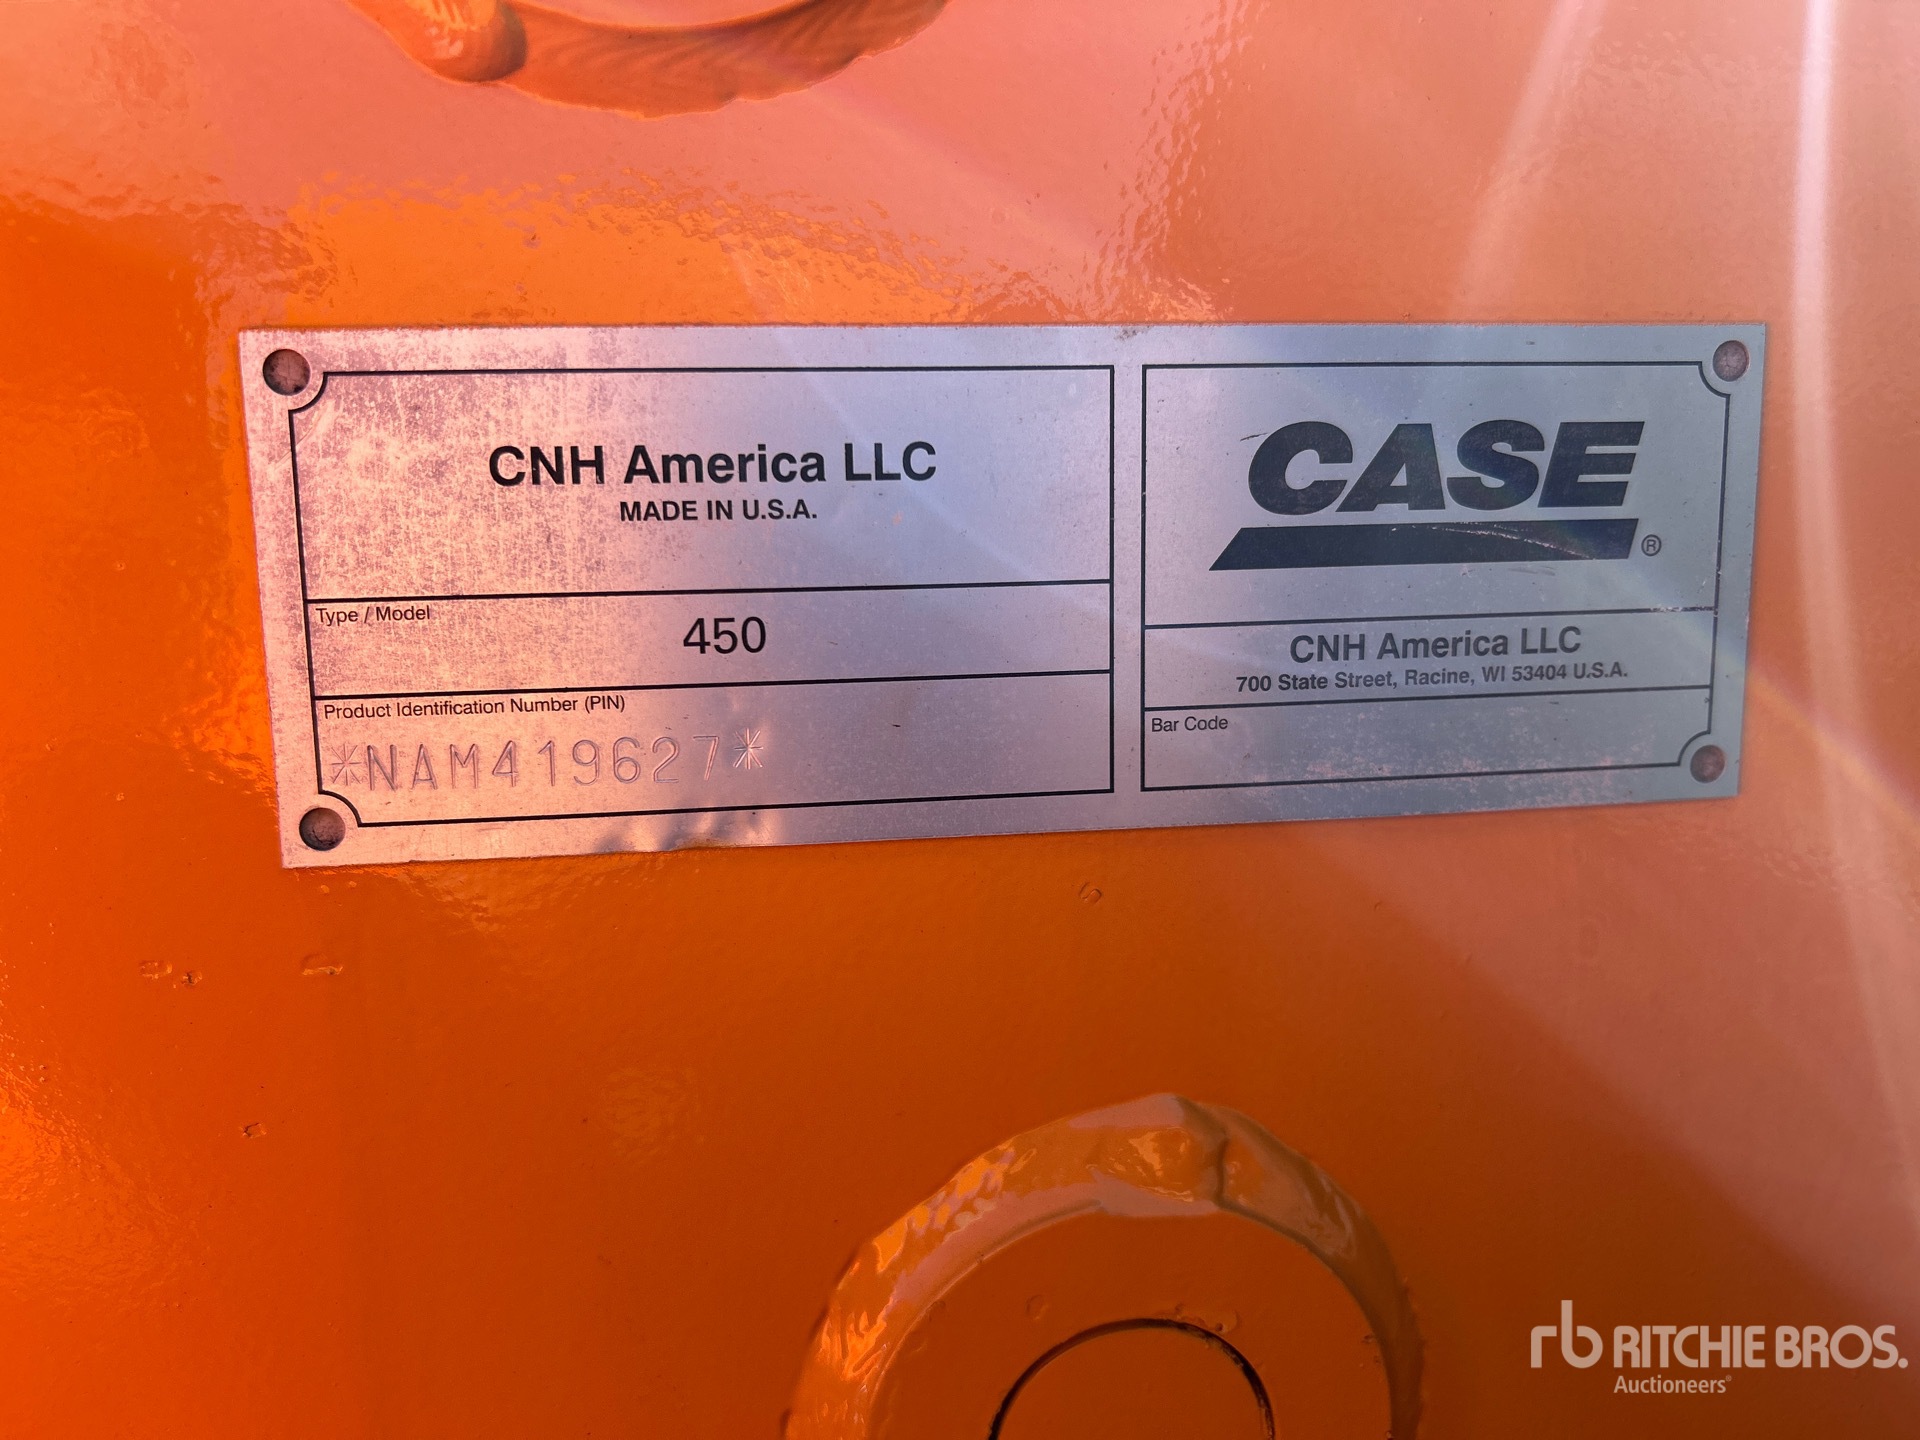 CNH America LLC
MADE IN U.S.A.
Type / Model
450
Product Identification Number (PIN)
*NAM419627*
CASE®
CNH America LLC
700 State Street, Racine, WI 53404 U.S.A.
Bar Code
rb RITCHIE BROS.
Auctioneers®